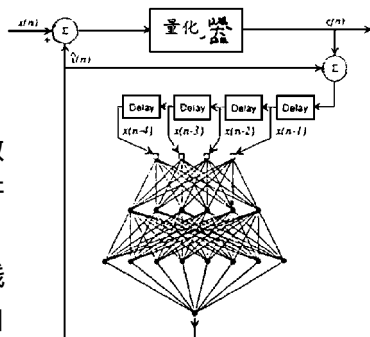 x(n)
Σ
量化器
e(n)
+
x̂(n)
Σ
Delay
Delay
Delay
Delay
x(n-4)
x(n-3)
x(n-2)
x(n-1)